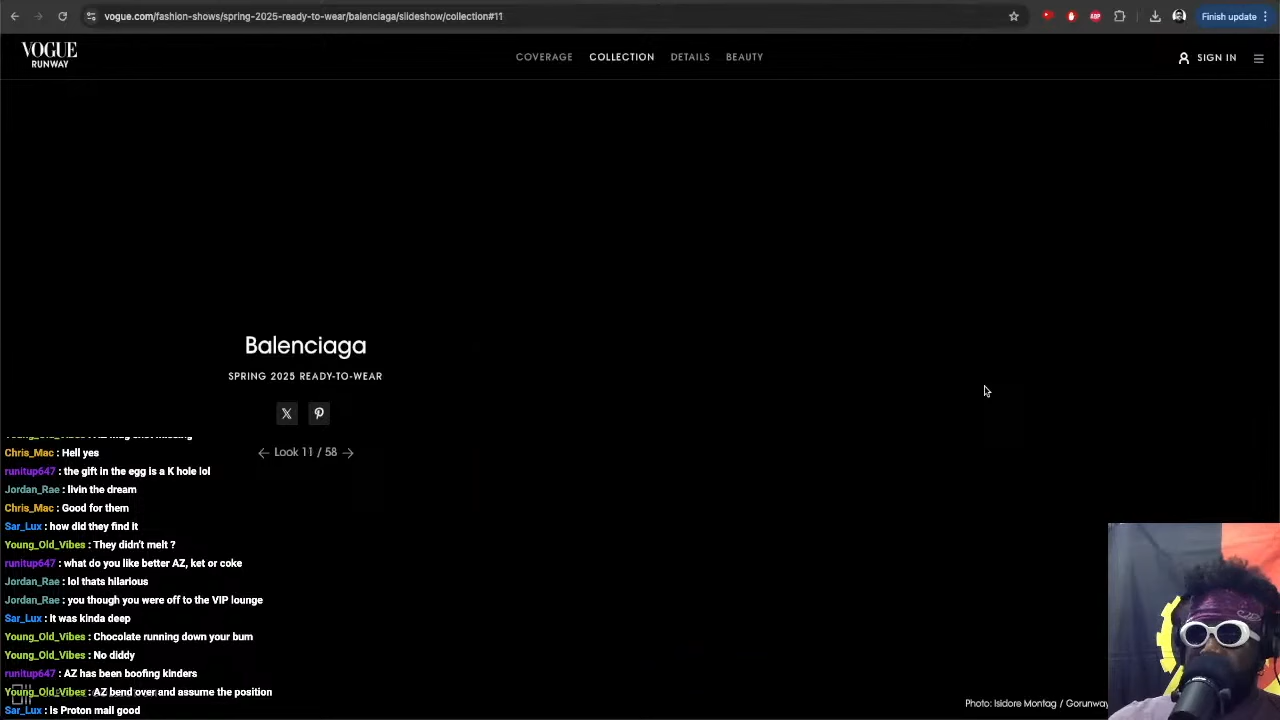 vogue.com/fashion-shows/spring-2025-ready-to-wear/balenciaga/slideshow/collection#11
Finish update
VOGUE
RUNWAY
COVERAGE
COLLECTION
DETAILS
BEAUTY
SIGN IN
Balenciaga
SPRING 2025 READY-TO-WEAR
Look 11 / 58
Chris_Mac : Hell yes
runitup647 : the gift in the egg is a K hole lol
Jordan_Rae : livin the dream
Chris_Mac : Good for them
Sar_Lux : how did they find it
Young_Old_Vibes : They didn't melt ?
runitup647 : what do you like better AZ, ket or coke
Jordan_Rae : lol thats hilarious
Jordan_Rae : you though you were off to the VIP lounge
Sar_Lux : It was kinda deep
Young_Old_Vibes : Chocolate running down your bum
Young_Old_Vibes : No diddy
runitup647 : AZ has been boofing kinders
Young_Old_Vibes : AZ bend over and assume the position
Sar_Lux : Is Proton mail good
Photo: Isidore Montag / Gorunway